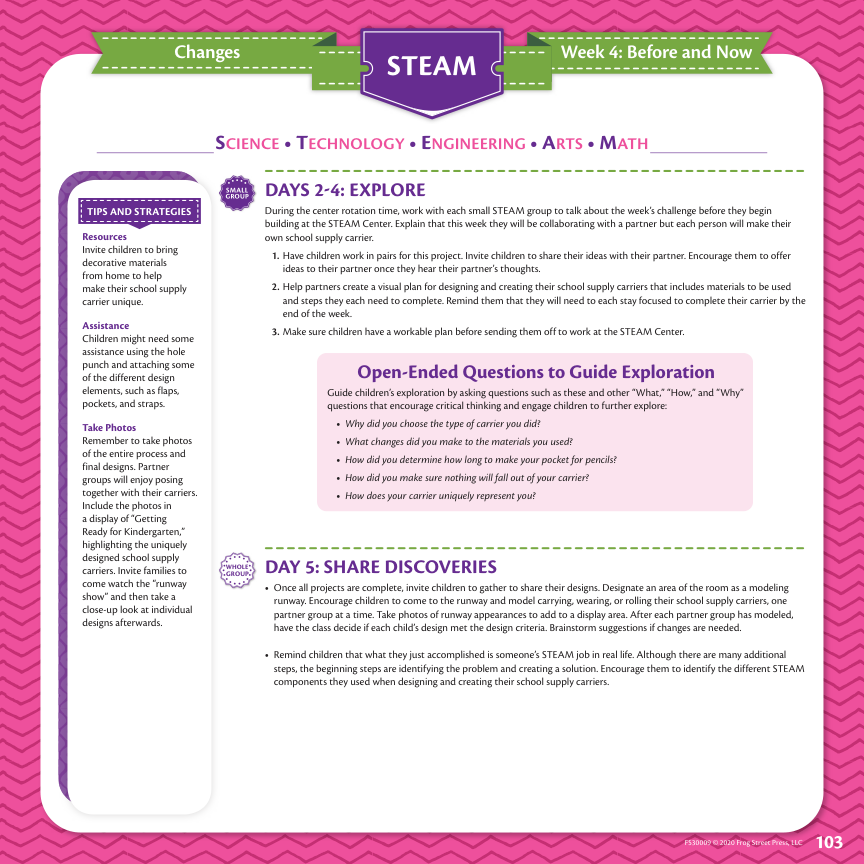 Changes
STEAM
Week 4: Before and Now
SCIENCE • TECHNOLOGY • ENGINEERING • ARTS • MATH
TIPS AND STRATEGIES
Resources
Invite children to bring
decorative materials
from home to help
make their school supply
carrier unique.
Assistance
Children might need some
assistance using the hole
punch and attaching some
of the different design
elements, such as flaps,
pockets, and straps.
Take Photos
Remember to take photos
of the entire process and
final designs. Partner
groups will enjoy posing
together with their carriers.
Include the photos in
a display of “Getting
Ready for Kindergarten,”
highlighting the uniquely
designed school supply
carriers. Invite families to
come watch the “runway
show” and then take a
close-up look at individual
designs afterwards.
SMALL
GROUP
DAYS 2-4: EXPLORE
During the center rotation time, work with each small STEAM group to talk about the week’s challenge before they begin
building at the STEAM Center. Explain that this week they will be collaborating with a partner but each person will make their
own school supply carrier.
1. Have children work in pairs for this project. Invite children to share their ideas with their partner. Encourage them to offer
ideas to their partner once they hear their partner’s thoughts.
2. Help partners create a visual plan for designing and creating their school supply carriers that includes materials to be used
and steps they each need to complete. Remind them that they will need to each stay focused to complete their carrier by the
end of the week.
3. Make sure children have a workable plan before sending them off to work at the STEAM Center.
Open-Ended Questions to Guide Exploration
Guide children’s exploration by asking questions such as these and other “What,” “How,” and “Why”
questions that encourage critical thinking and engage children to further explore:
• Why did you choose the type of carrier you did?
• What changes did you make to the materials you used?
• How did you determine how long to make your pocket for pencils?
• How did you make sure nothing will fall out of your carrier?
• How does your carrier uniquely represent you?
WHOLE
GROUP
DAY 5: SHARE DISCOVERIES
• Once all projects are complete, invite children to gather to share their designs. Designate an area of the room as a modeling
runway. Encourage children to come to the runway and model carrying, wearing, or rolling their school supply carriers, one
partner group at a time. Take photos of runway appearances to add to a display area. After each partner group has modeled,
have the class decide if each child’s design met the design criteria. Brainstorm suggestions if changes are needed.
• Remind children that what they just accomplished is someone’s STEAM job in real life. Although there are many additional
steps, the beginning steps are identifying the problem and creating a solution. Encourage them to identify the different STEAM
components they used when designing and creating their school supply carriers.
FS30009 © 2020 Frog Street Press, LLC
103